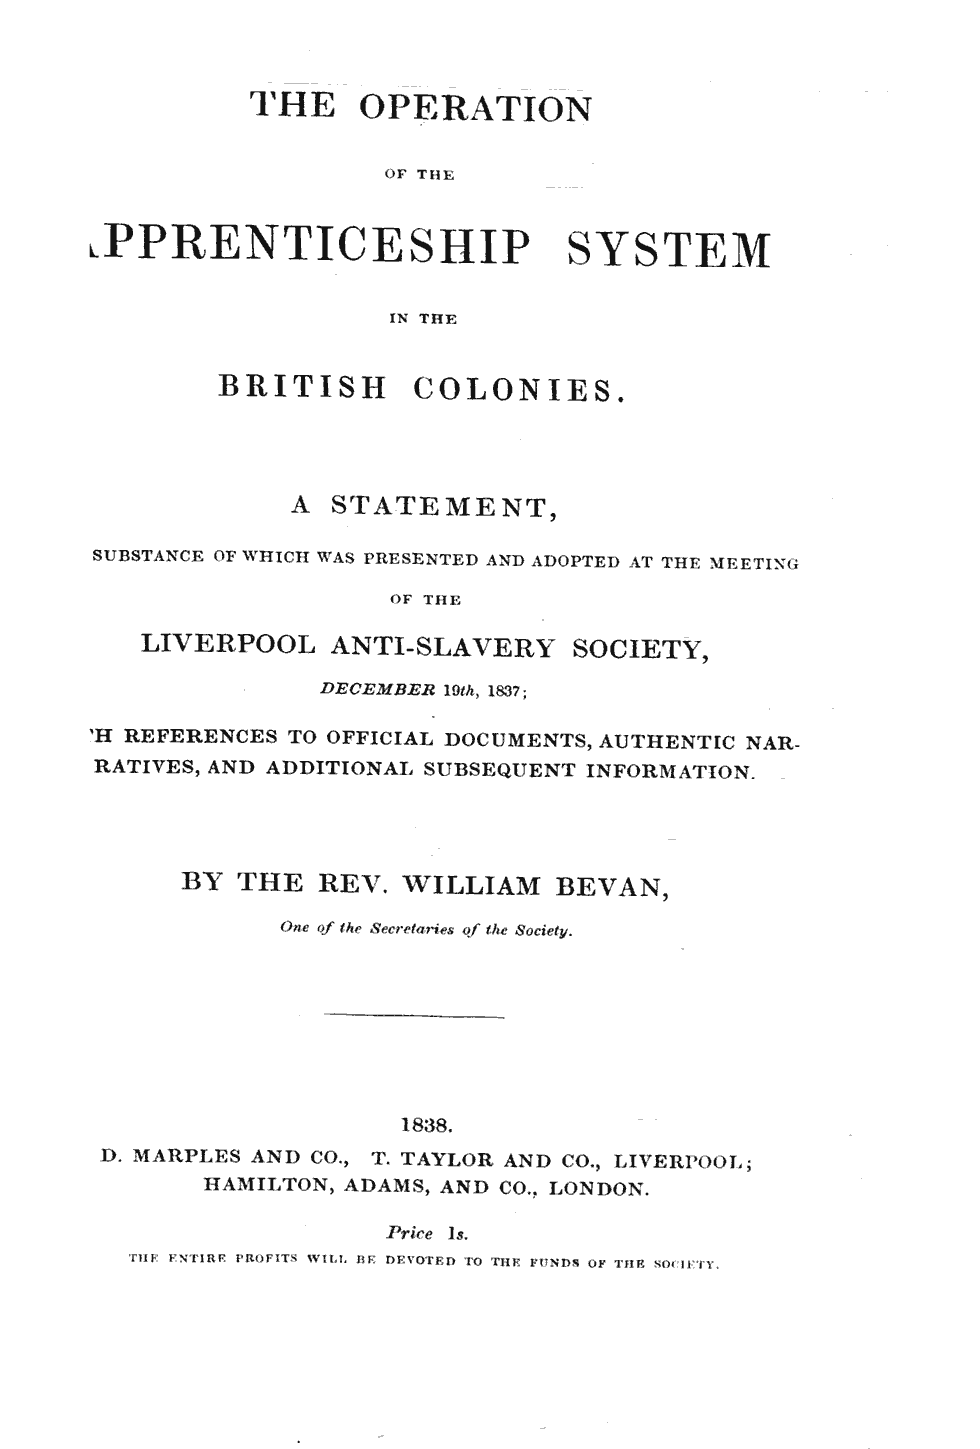 THE OPERATION
OF THE
APPRENTICESHIP SYSTEM
IN THE
BRITISH COLONIES.
A STATEMENT,
SUBSTANCE OF WHICH WAS PRESENTED AND ADOPTED AT THE MEETING
OF THE
LIVERPOOL ANTI-SLAVERY SOCIETY,
DECEMBER 19th, 1837;
'H REFERENCES TO OFFICIAL DOCUMENTS, AUTHENTIC NAR-
RATIVES, AND ADDITIONAL SUBSEQUENT INFORMATION.
BY THE REV. WILLIAM BEVAN,
One of the Secretaries of the Society.
1838.
D. MARPLES AND CO., T. TAYLOR AND CO., LIVERPOOL;
HAMILTON, ADAMS, AND CO., LONDON.
Price 1s.
THE ENTIRE PROFITS WILL BE DEVOTED TO THE FUNDS OF THE SOCIETY.